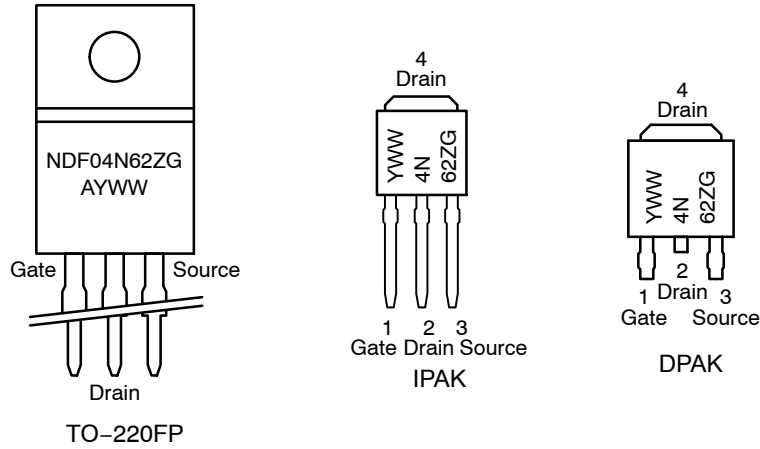 NDF04N62ZG
AYWW
Gate
Source
Drain
TO−220FP
4
Drain
YWW
4N
62ZG
1 2 3
Gate Drain Source
IPAK
4
Drain
YWW
4N
62ZG
2
1 Drain 3
Gate Source
DPAK